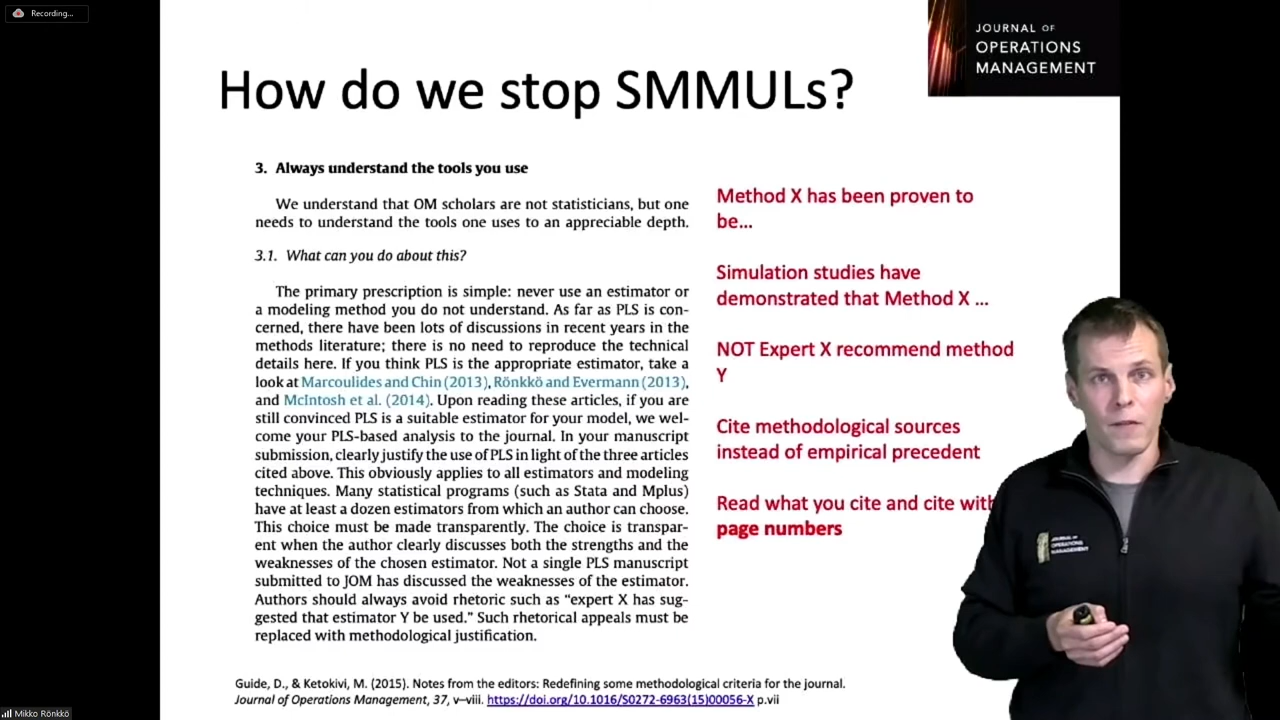 Recording...
JOURNAL OF
OPERATIONS
MANAGEMENT
How do we stop SMMULs?
3. Always understand the tools you use
We understand that OM scholars are not statisticians, but one
needs to understand the tools one uses to an appreciable depth.
3.1. What can you do about this?
The primary prescription is simple: never use an estimator or
a modeling method you do not understand. As far as PLS is con-
cerned, there have been lots of discussions in recent years in the
methods literature; there is no need to reproduce the technical
details here. If you think PLS is the appropriate estimator, take a
look at Marcoulides and Chin (2013), Rönkkö and Evermann (2013),
and McIntosh et al. (2014). Upon reading these articles, if you are
still convinced PLS is a suitable estimator for your model, we wel-
come your PLS-based analysis to the journal. In your manuscript
submission, clearly justify the use of PLS in light of the three articles
cited above. This obviously applies to all estimators and modeling
techniques. Many statistical programs (such as Stata and Mplus)
have at least a dozen estimators from which an author can choose.
This choice must be made transparently. The choice is transpar-
ent when the author clearly discusses both the strengths and the
weaknesses of the chosen estimator. Not a single PLS manuscript
submitted to JOM has discussed the weaknesses of the estimator.
Authors should always avoid rhetoric such as “expert X has sug-
gested that estimator Y be used.” Such rhetorical appeals must be
replaced with methodological justification.
Method X has been proven to
be...
Simulation studies have
demonstrated that Method X ...
NOT Expert X recommend method
Y
Cite methodological sources
instead of empirical precedent
Read what you cite and cite with
page numbers
JOURNAL OF
OPERATIONS
MANAGEMENT
Guide, D., & Ketokivi, M. (2015). Notes from the editors: Redefining some methodological criteria for the journal.
Journal of Operations Management, 37, v–viii. https://doi.org/10.1016/S0272-6963(15)00056-X p.vii
Mikko Rönkkö